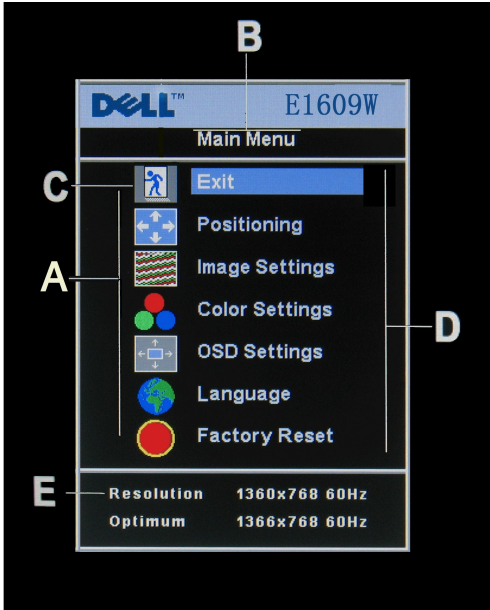 B
DELL™ E1609W
Main Menu
C Exit
Positioning
A Image Settings
Color Settings
D
OSD Settings
Language
Factory Reset
E Resolution 1360x768 60Hz
Optimum 1366x768 60Hz